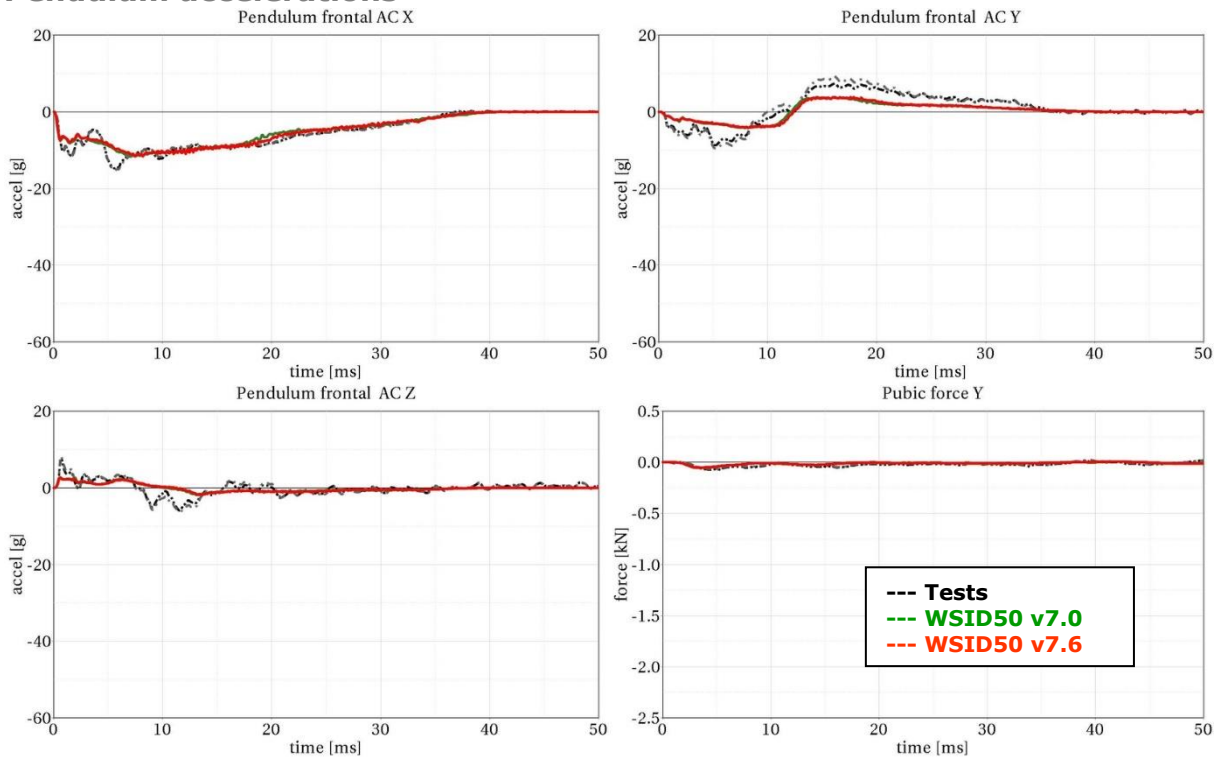 Pendulum accelerations
Pendulum frontal AC X
Pendulum frontal AC Y
20
0
-20
-40
-60
accel [g]
0 10 20 30 40 50
time [ms]
20
0
-20
-40
-60
accel [g]
0 10 20 30 40 50
time [ms]
Pendulum frontal AC Z
Pubic force Y
20
0
-20
-40
-60
accel [g]
0 10 20 30 40 50
time [ms]
0.5
0.0
-0.5
-1.0
-1.5
-2.0
-2.5
force [kN]
0 10 20 30 40 50
time [ms]
--- Tests
--- WSID50 v7.0
--- WSID50 v7.6